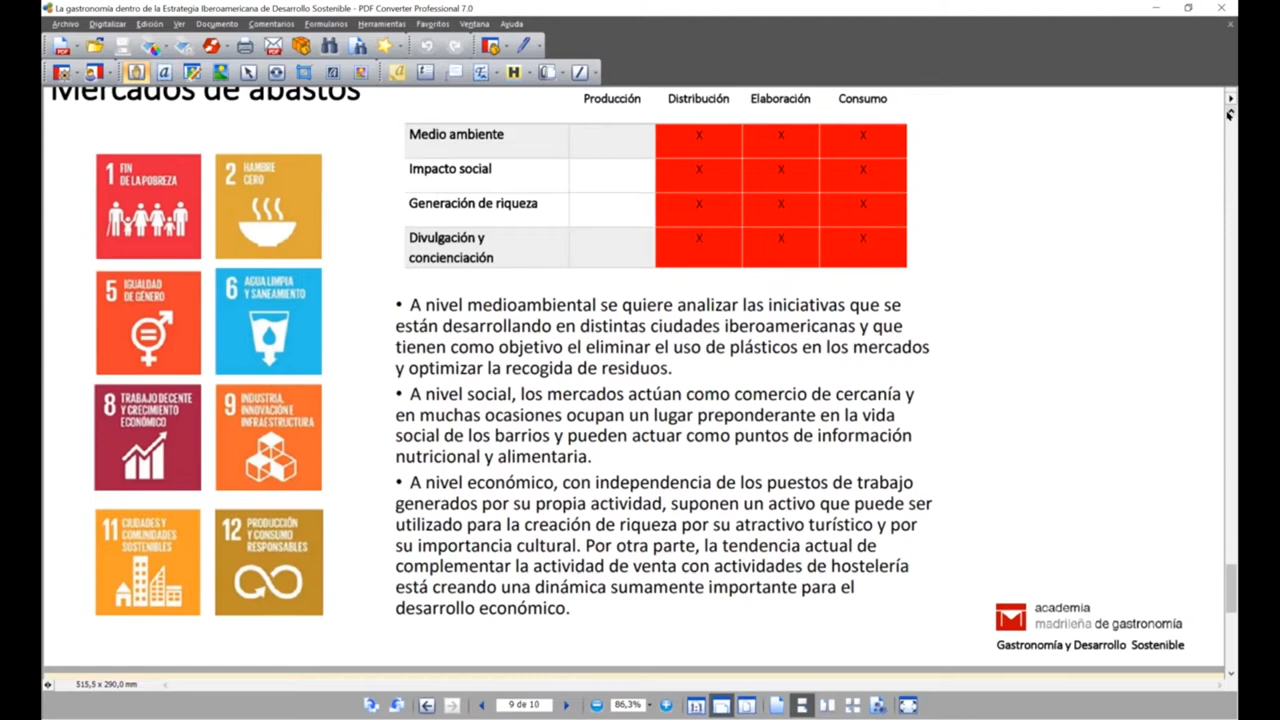 La gastronomía dentro de la Estrategia Iberoamericana de Desarrollo Sostenible - PDF Converter Professional 7.0
Archivo Digitalizar Edición Ver Documento Comentarios Formularios Herramientas Favoritos Ventana Ayuda
Mercados de abastos
Producción Distribución Elaboración Consumo
Medio ambiente X X X
Impacto social X X X
Generación de riqueza X X X
Divulgación y X X X
concienciación
1 FIN
DE LA POBREZA
2 HAMBRE
CERO
5 IGUALDAD
DE GÉNERO
6 AGUA LIMPIA
Y SANEAMIENTO
8 TRABAJO DECENTE
Y CRECIMIENTO
ECONÓMICO
9 INDUSTRIA,
INNOVACIÓN E
INFRAESTRUCTURA
11 CIUDADES Y
COMUNIDADES
SOSTENIBLES
12 PRODUCCIÓN
Y CONSUMO
RESPONSABLES
• A nivel medioambiental se quiere analizar las iniciativas que se
están desarrollando en distintas ciudades iberoamericanas y que
tienen como objetivo el eliminar el uso de plásticos en los mercados
y optimizar la recogida de residuos.
• A nivel social, los mercados actúan como comercio de cercanía y
en muchas ocasiones ocupan un lugar preponderante en la vida
social de los barrios y pueden actuar como puntos de información
nutricional y alimentaria.
• A nivel económico, con independencia de los puestos de trabajo
generados por su propia actividad, suponen un activo que puede ser
utilizado para la creación de riqueza por su atractivo turístico y por
su importancia cultural. Por otra parte, la tendencia actual de
complementar la actividad de venta con actividades de hostelería
está creando una dinámica sumamente importante para el
desarrollo económico.
academia
madrileña de gastronomía
Gastronomía y Desarrollo Sostenible
515,5 x 290,0 mm
9 de 10
86,3%
1:1